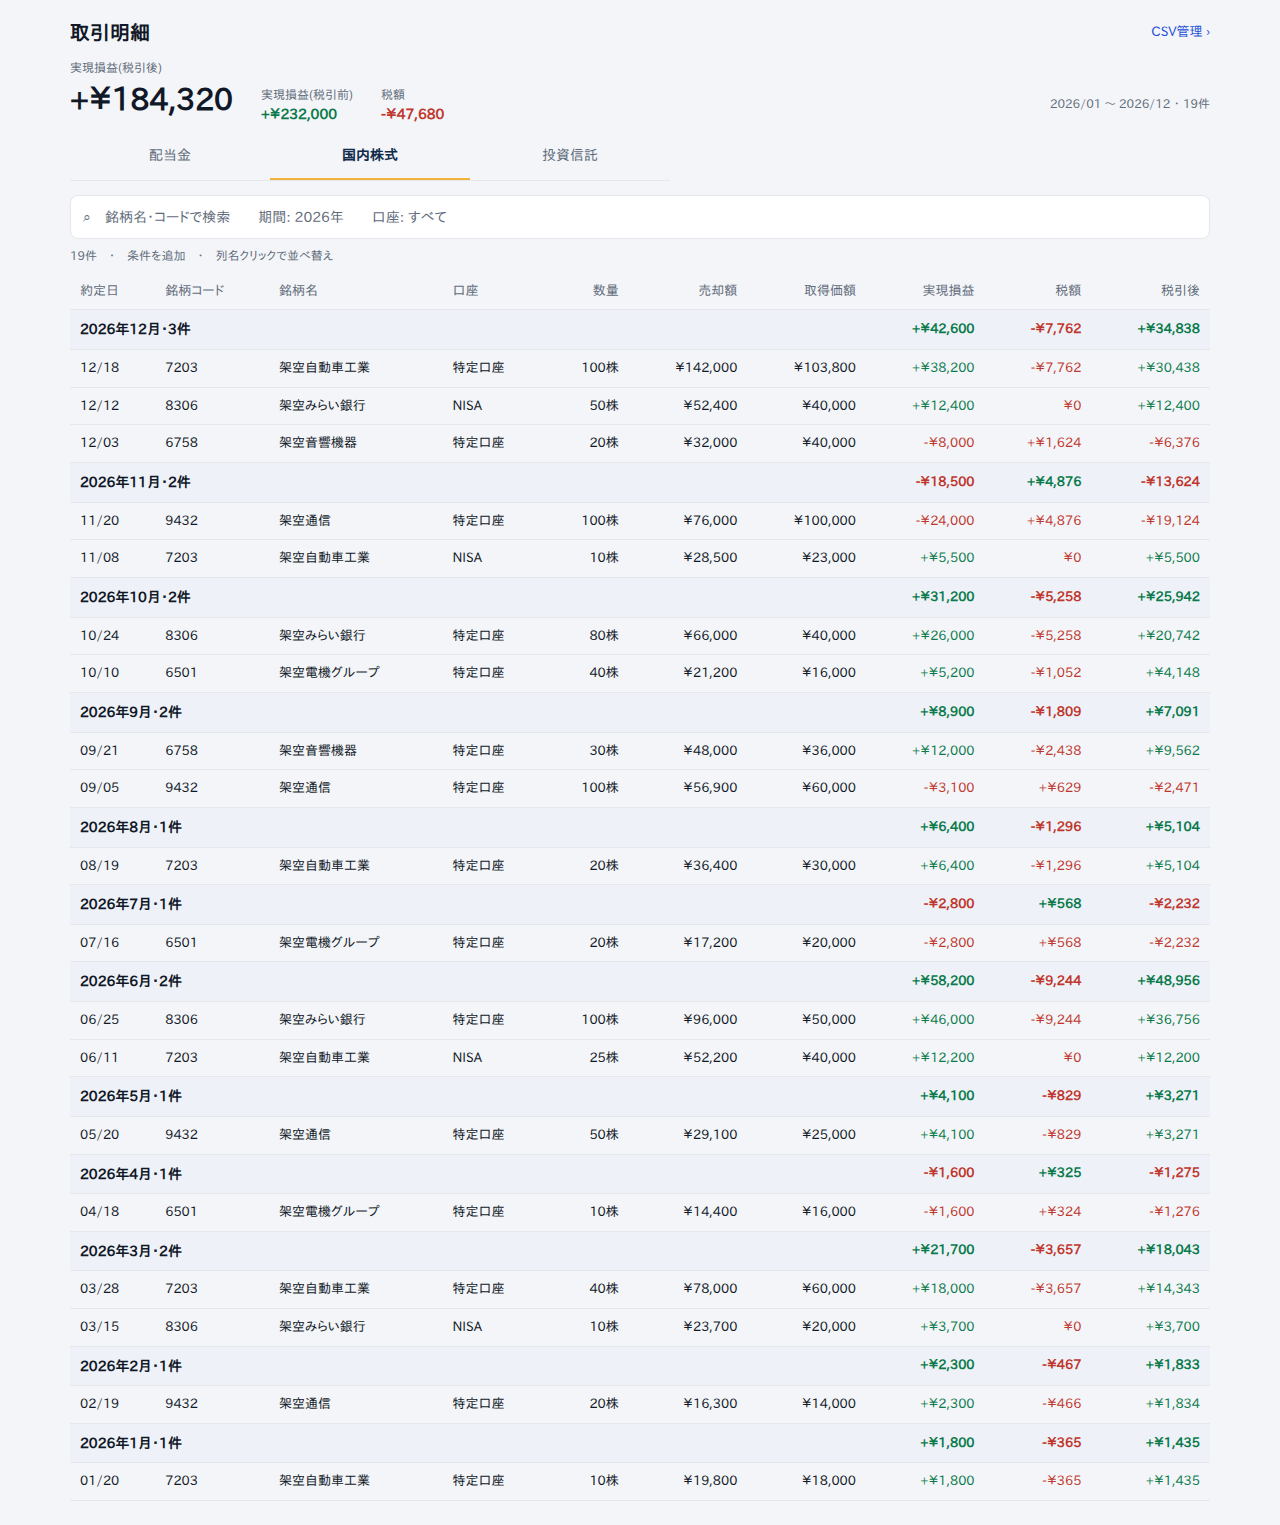 取引明細
CSV管理 ›
実現損益(税引後)
+¥184,320
実現損益(税引前)
+¥232,000
税額
-¥47,680
2026/01 〜 2026/12・19件
配当金 国内株式 投資信託
銘柄名・コードで検索 期間: 2026年 口座: すべて
19件 ・ 条件を追加 ・ 列名クリックで並べ替え
約定日 銘柄コード 銘柄名 口座 数量 売却額 取得価額 実現損益 税額 税引後
2026年12月・3件 +¥42,600 -¥7,762 +¥34,838
12/18 7203 架空自動車工業 特定口座 100株 ¥142,000 ¥103,800 +¥38,200 -¥7,762 +¥30,438
12/12 8306 架空みらい銀行 NISA 50株 ¥52,400 ¥40,000 +¥12,400 ¥0 +¥12,400
12/03 6758 架空音響機器 特定口座 20株 ¥32,000 ¥40,000 -¥8,000 +¥1,624 -¥6,376
2026年11月・2件 -¥18,500 +¥4,876 -¥13,624
11/20 9432 架空通信 特定口座 100株 ¥76,000 ¥100,000 -¥24,000 +¥4,876 -¥19,124
11/08 7203 架空自動車工業 NISA 10株 ¥28,500 ¥23,000 +¥5,500 ¥0 +¥5,500
2026年10月・2件 +¥31,200 -¥5,258 +¥25,942
10/24 8306 架空みらい銀行 特定口座 80株 ¥66,000 ¥40,000 +¥26,000 -¥5,258 +¥20,742
10/10 6501 架空電機グループ 特定口座 40株 ¥21,200 ¥16,000 +¥5,200 -¥1,052 +¥4,148
2026年9月・2件 +¥8,900 -¥1,809 +¥7,091
09/21 6758 架空音響機器 特定口座 30株 ¥48,000 ¥36,000 +¥12,000 -¥2,438 +¥9,562
09/05 9432 架空通信 特定口座 100株 ¥56,900 ¥60,000 -¥3,100 +¥629 -¥2,471
2026年8月・1件 +¥6,400 -¥1,296 +¥5,104
08/19 7203 架空自動車工業 特定口座 20株 ¥36,400 ¥30,000 +¥6,400 -¥1,296 +¥5,104
2026年7月・1件 -¥2,800 +¥568 -¥2,232
07/16 6501 架空電機グループ 特定口座 20株 ¥17,200 ¥20,000 -¥2,800 +¥568 -¥2,232
2026年6月・2件 +¥58,200 -¥9,244 +¥48,956
06/25 8306 架空みらい銀行 特定口座 100株 ¥96,000 ¥50,000 +¥46,000 -¥9,244 +¥36,756
06/11 7203 架空自動車工業 NISA 25株 ¥52,200 ¥40,000 +¥12,200 ¥0 +¥12,200
2026年5月・1件 +¥4,100 -¥829 +¥3,271
05/20 9432 架空通信 特定口座 50株 ¥29,100 ¥25,000 +¥4,100 -¥829 +¥3,271
2026年4月・1件 -¥1,600 +¥325 -¥1,275
04/18 6501 架空電機グループ 特定口座 10株 ¥14,400 ¥16,000 -¥1,600 +¥324 -¥1,276
2026年3月・2件 +¥21,700 -¥3,657 +¥18,043
03/28 7203 架空自動車工業 特定口座 40株 ¥78,000 ¥60,000 +¥18,000 -¥3,657 +¥14,343
03/15 8306 架空みらい銀行 NISA 10株 ¥23,700 ¥20,000 +¥3,700 ¥0 +¥3,700
2026年2月・1件 +¥2,300 -¥467 +¥1,833
02/19 9432 架空通信 特定口座 20株 ¥16,300 ¥14,000 +¥2,300 -¥466 +¥1,834
2026年1月・1件 +¥1,800 -¥365 +¥1,435
01/20 7203 架空自動車工業 特定口座 10株 ¥19,800 ¥18,000 +¥1,800 -¥365 +¥1,435